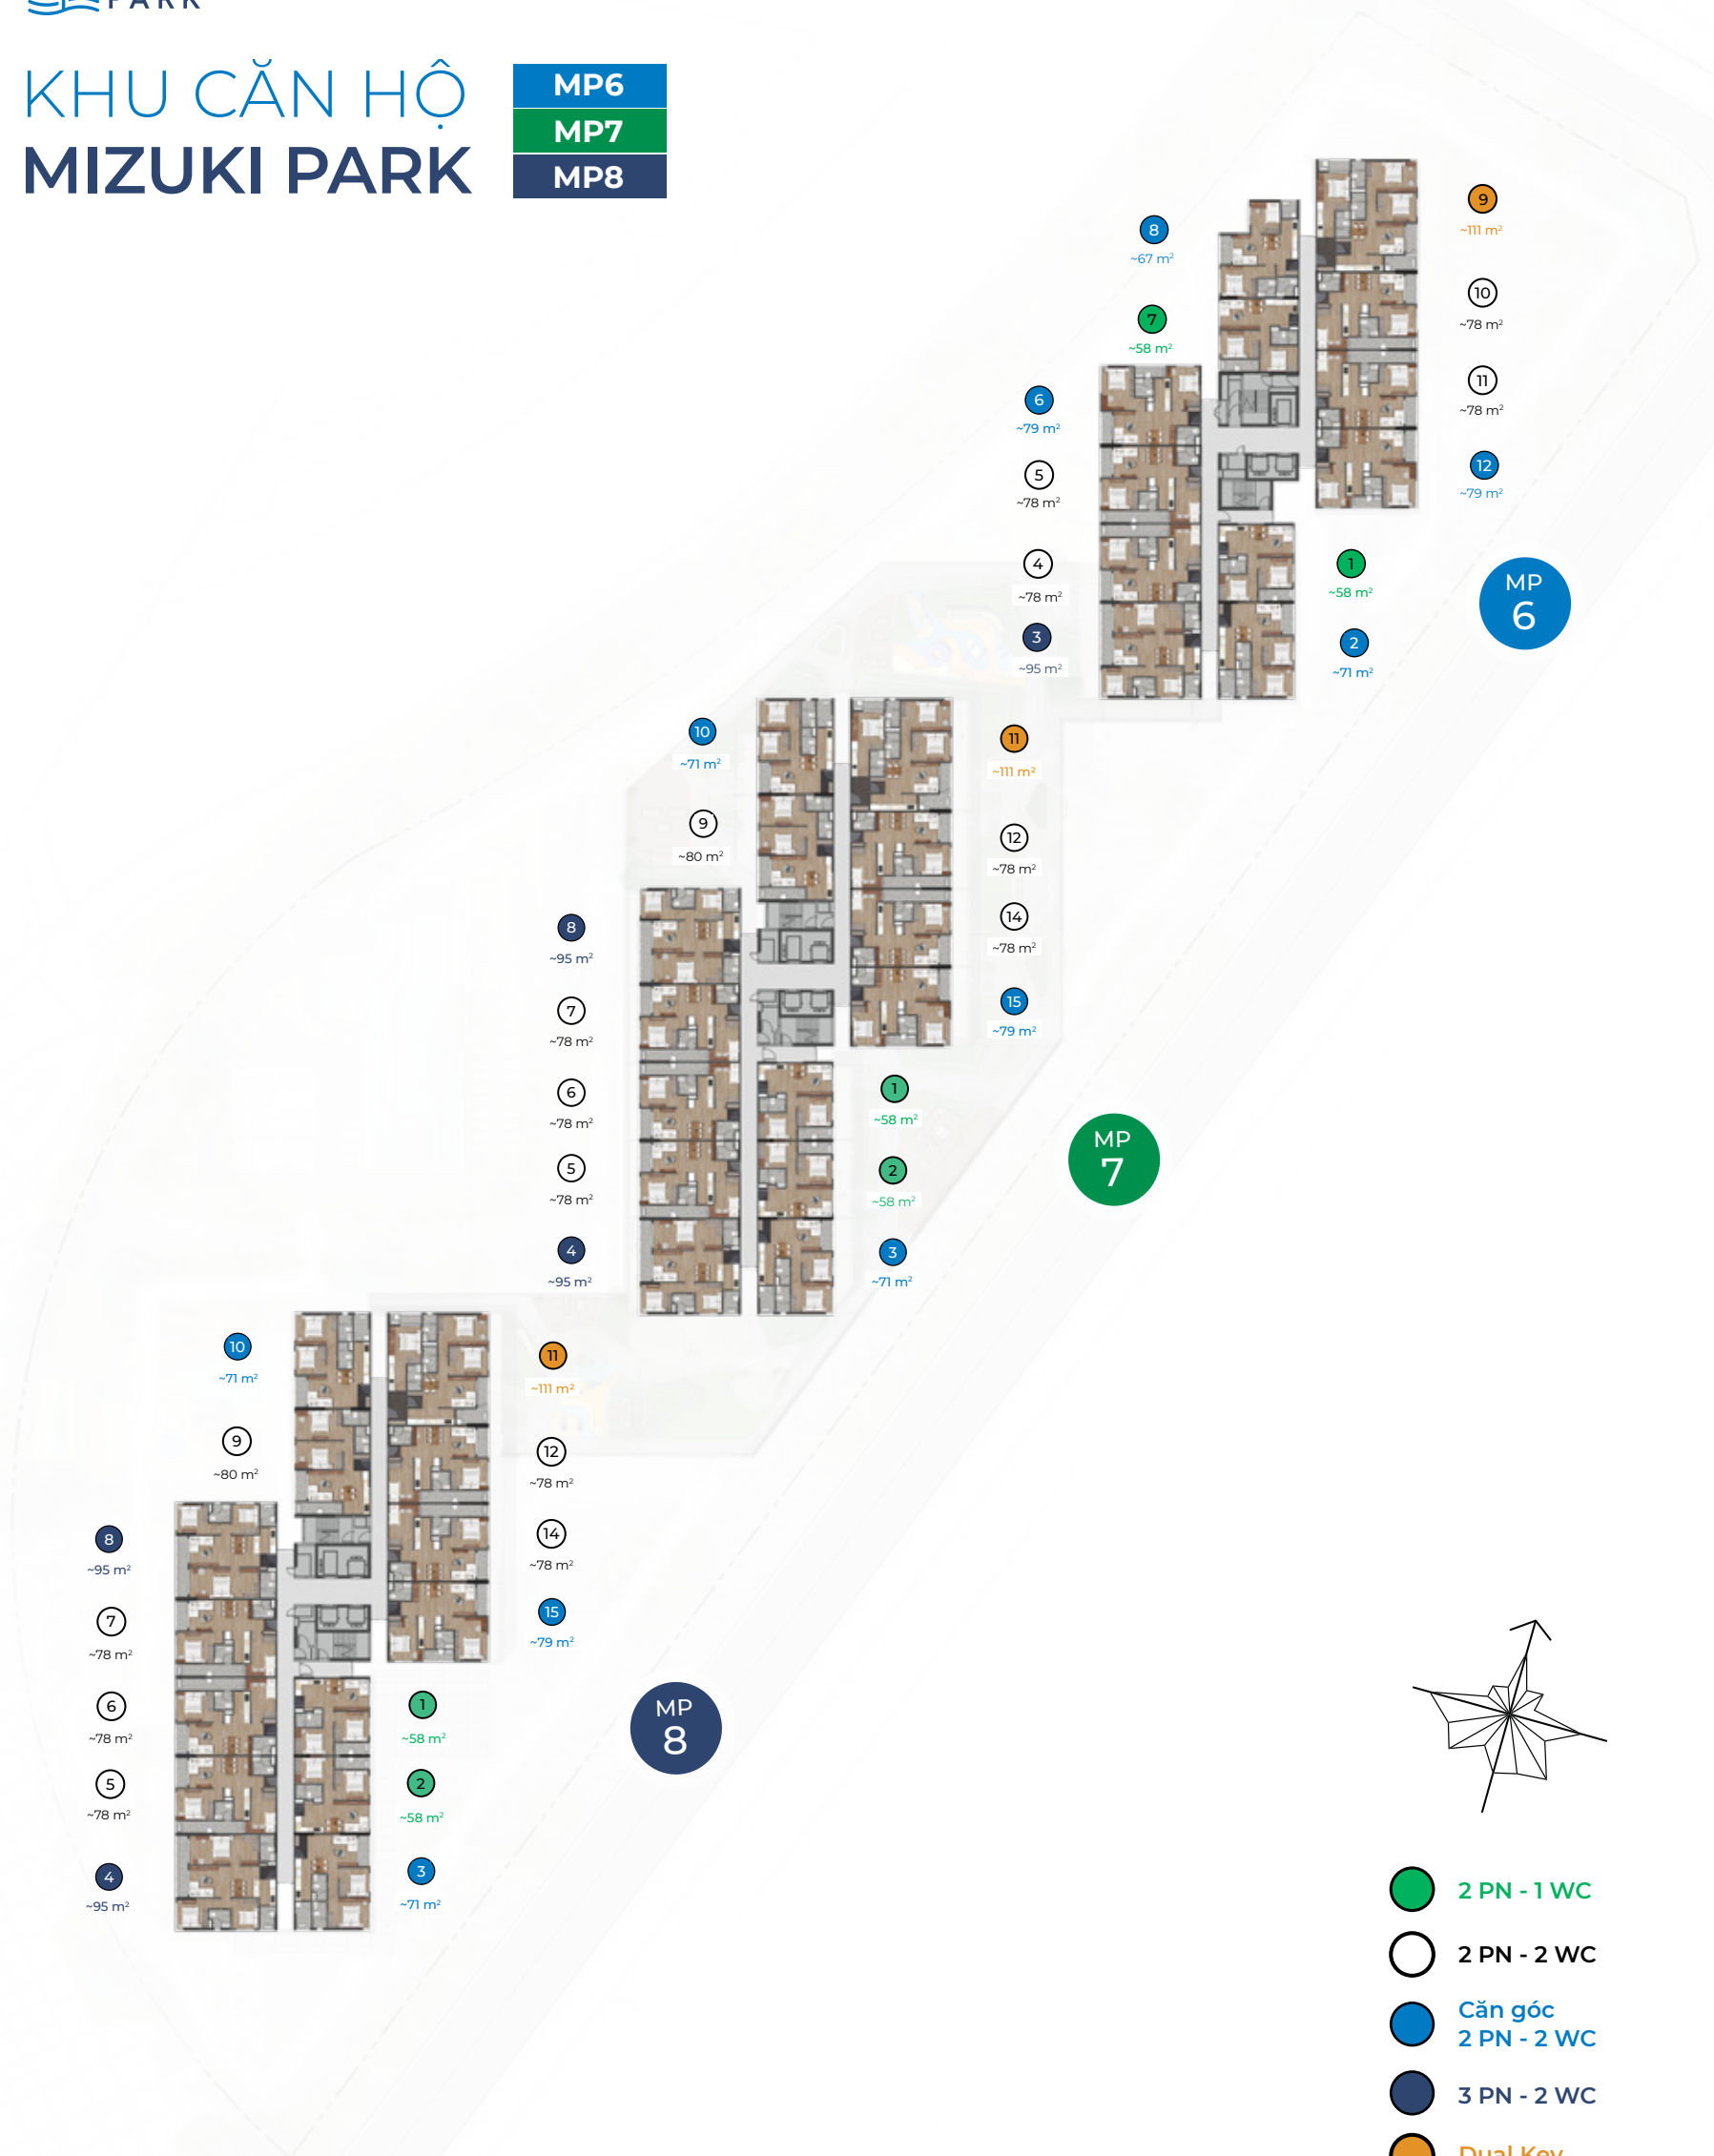 PARK
KHU CĂN HỘ
MIZUKI PARK
MP6
MP7
MP8
9
~111 m²
8
~67 m²
10
~78 m²
7
~58 m²
11
~78 m²
6
~79 m²
12
~79 m²
5
~78 m²
4
~78 m²
1
~58 m²
MP
6
3
~95 m²
2
~71 m²
10
~71 m²
11
~111 m²
9
~80 m²
12
~78 m²
8
~95 m²
14
~78 m²
7
~78 m²
15
~79 m²
6
~78 m²
1
~58 m²
MP
7
5
~78 m²
2
~58 m²
4
~95 m²
3
~71 m²
10
~71 m²
11
~111 m²
9
~80 m²
12
~78 m²
8
~95 m²
14
~78 m²
7
~78 m²
15
~79 m²
6
~78 m²
1
~58 m²
MP
8
5
~78 m²
2
~58 m²
4
~95 m²
3
~71 m²
2 PN - 1 WC
2 PN - 2 WC
Căn góc
2 PN - 2 WC
3 PN - 2 WC
Dual Key